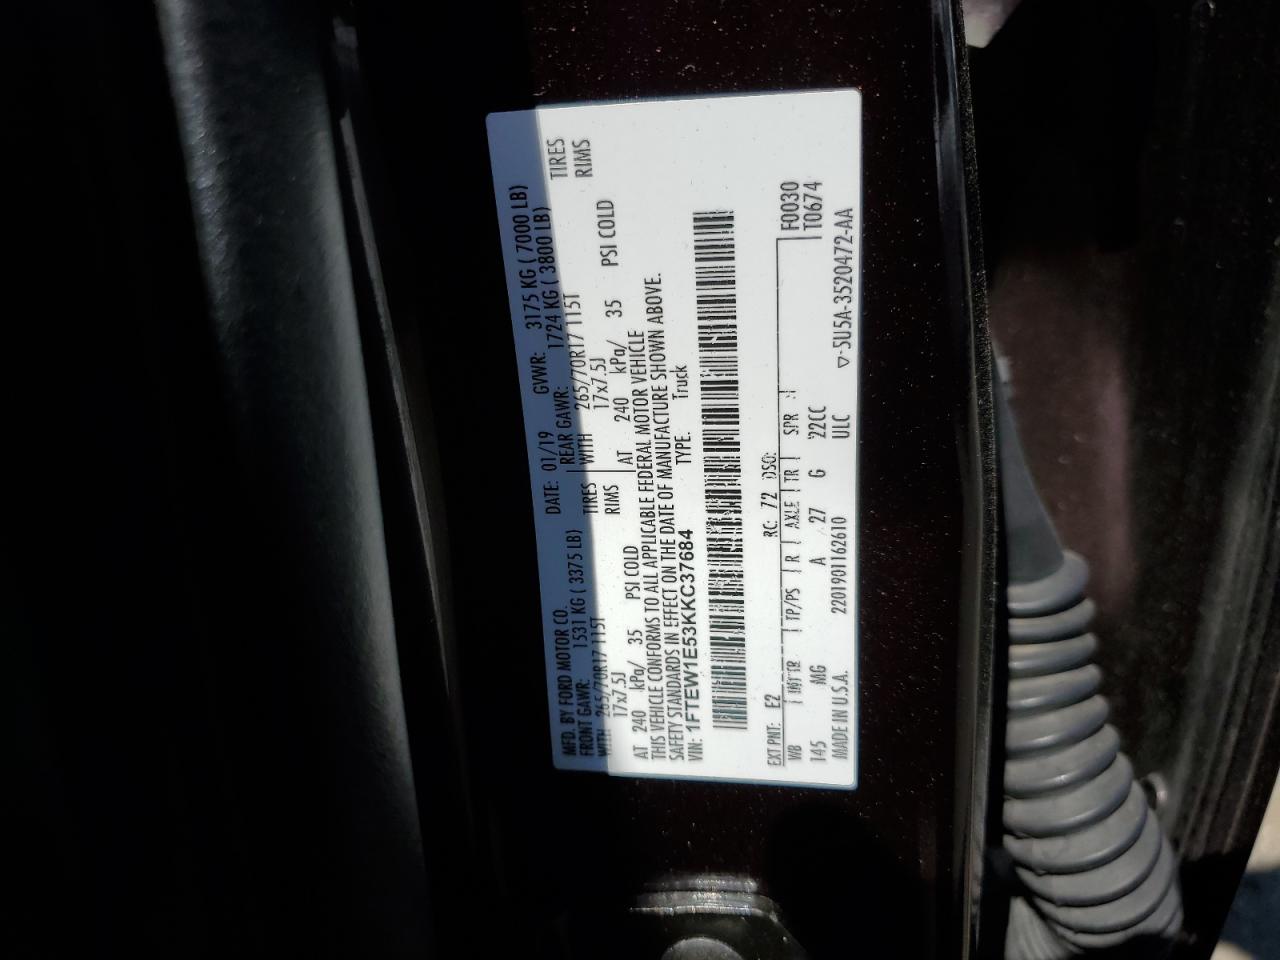 MFD. BY FORD MOTOR CO.
DATE: 01/19 GVWR: 3175 KG ( 7000 LB)
FRONT GAWR: 1531 KG ( 3375 LB) REAR GAWR: 1724 KG ( 3800 LB)
WITH 265/70R17 115T TIRES WITH 265/70R17 115T TIRES
17x7.5J RIMS 17x7.5J RIMS
AT 240 kPa/ 35 PSI COLD AT 240 kPa/ 35 PSI COLD
THIS VEHICLE CONFORMS TO ALL APPLICABLE FEDERAL MOTOR VEHICLE
SAFETY STANDARDS IN EFFECT ON THE DATE OF MANUFACTURE SHOWN ABOVE.
VIN: 1FTEW1E53KKC37684 TYPE. Truck
EXT PNT: E2 RC: 72 DSO: F0030
WB INT TR TP/PS R AXLE TR SPR T0674
145 MG A 27 G 22CC
MADE IN U.S.A. 2201901162610 ULC ▽-5U5A-3520472-AA